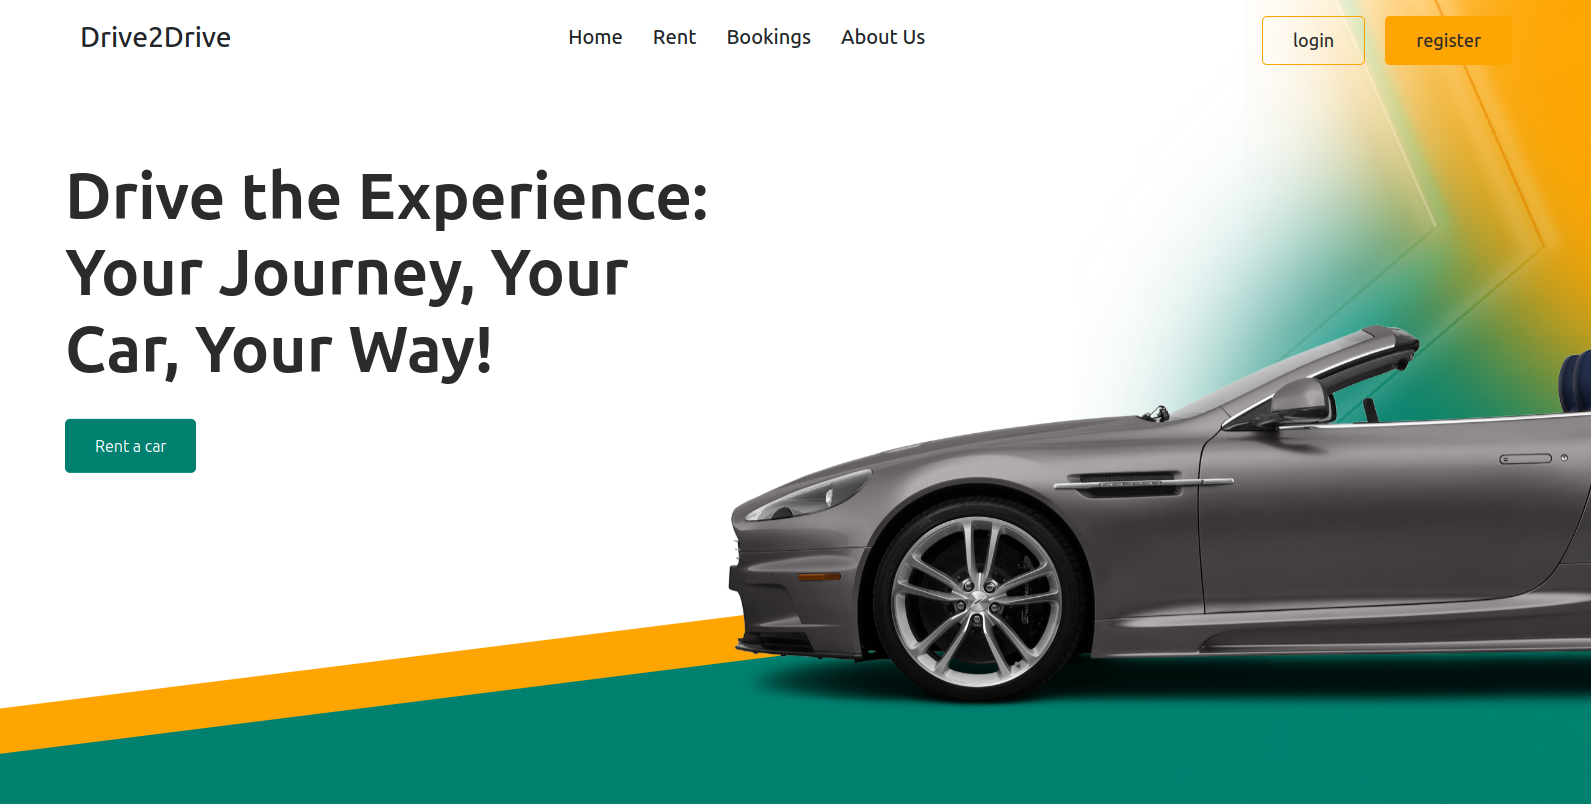 Drive2Drive
Home Rent Bookings About Us
login register
Drive the Experience:
Your Journey, Your
Car, Your Way!
Rent a car